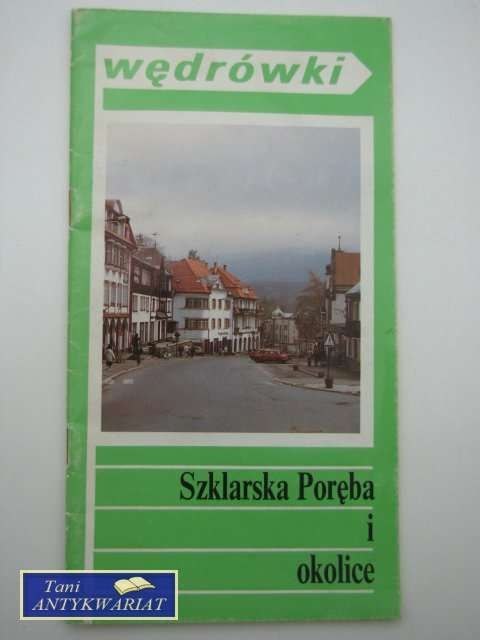 wędrówki
Szklarska Poręba
i
okolice
Tani
ANTYKWARIAT